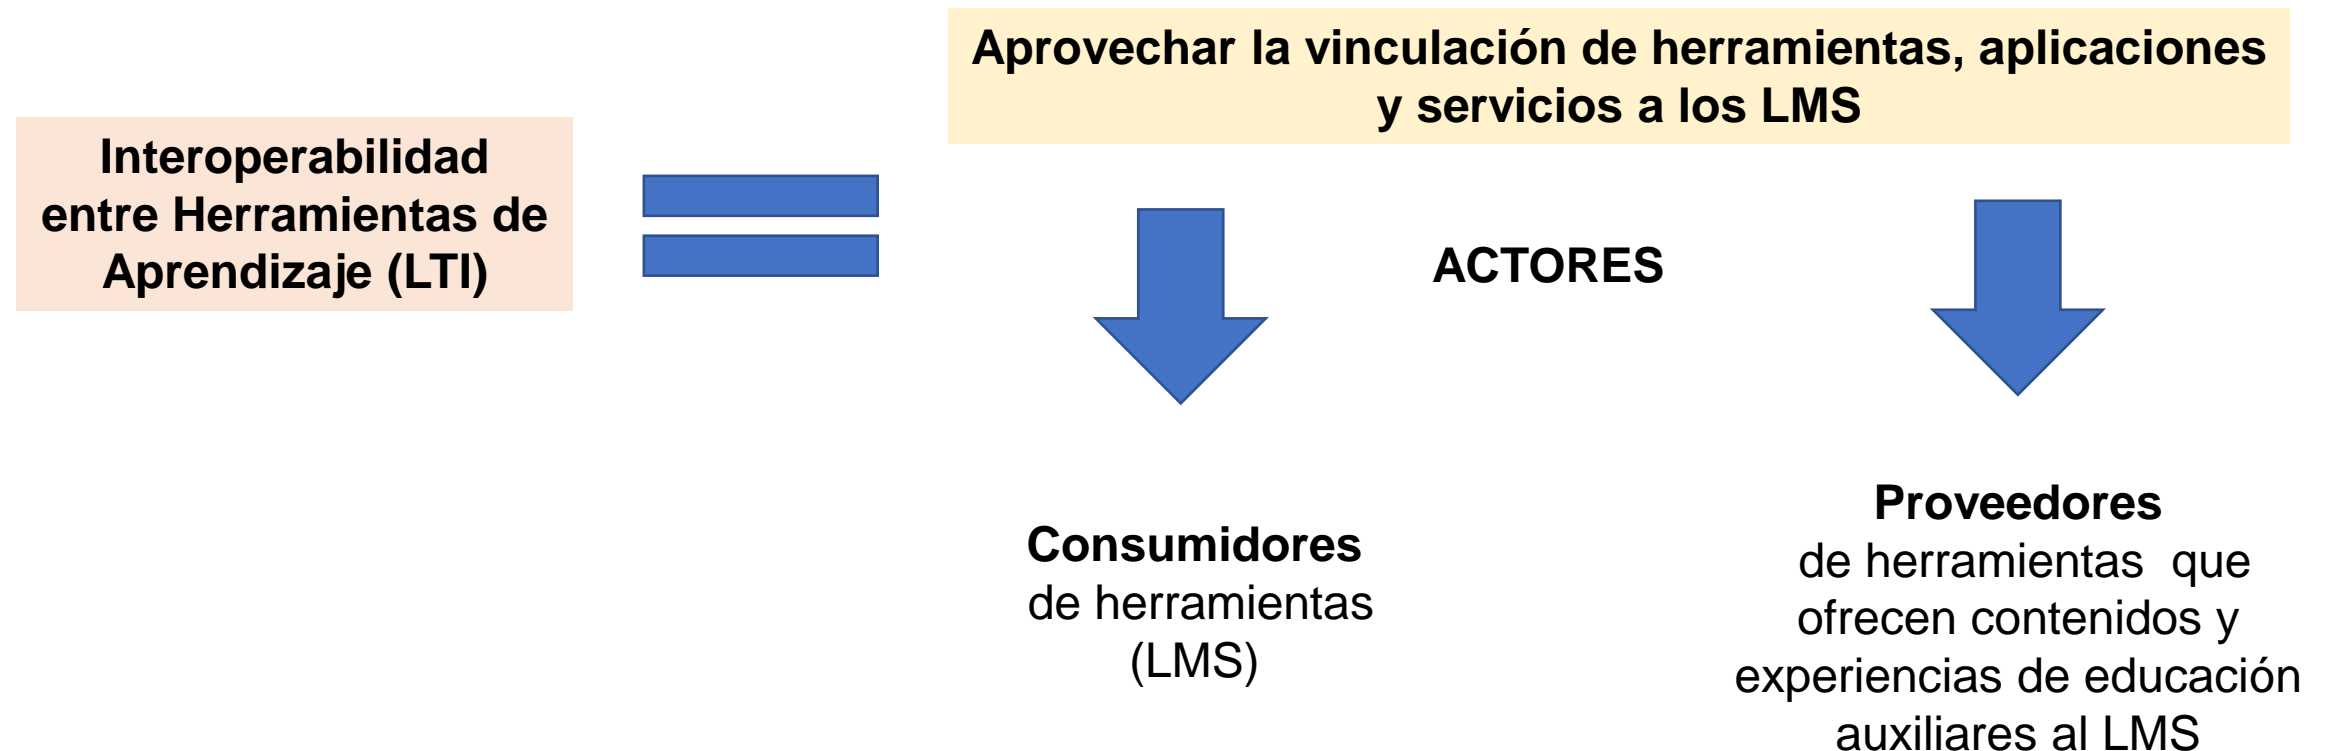 Aprovechar la vinculación de herramientas, aplicaciones
y servicios a los LMS
Interoperabilidad
entre Herramientas de
Aprendizaje (LTI)
ACTORES
Consumidores
de herramientas
(LMS)
Proveedores
de herramientas  que
ofrecen contenidos y
experiencias de educación
auxiliares al LMS